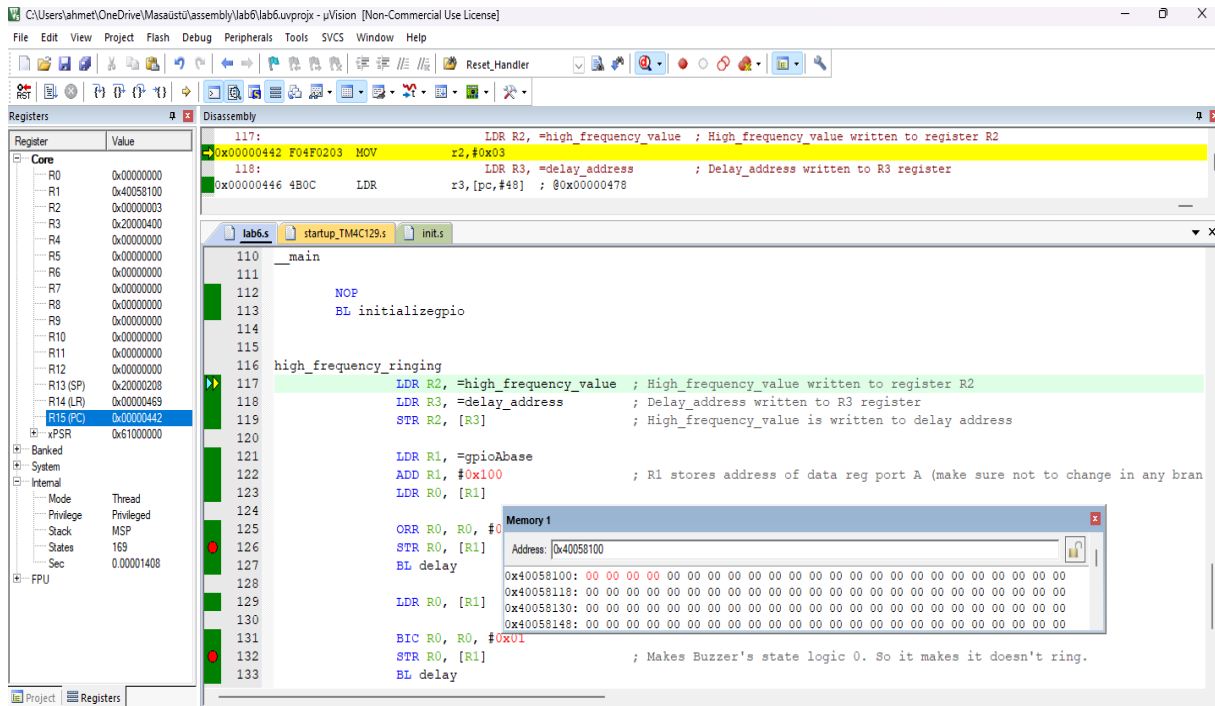 C:\Users\ahmet\OneDrive\Masaüstü\assembly\lab6\lab6.uvprojx - µVision [Non-Commercial Use License]
File Edit View Project Flash Debug Peripherals Tools SVCS Window Help
Reset_Handler
RST
Registers
Register Value
Core
R0 0x00000000
R1 0x40058100
R2 0x00000003
R3 0x20000400
R4 0x00000000
R5 0x00000000
R6 0x00000000
R7 0x00000000
R8 0x00000000
R9 0x00000000
R10 0x00000000
R11 0x00000000
R12 0x00000000
R13 (SP) 0x20000208
R14 (LR) 0x00000469
R15 (PC) 0x00000442
xPSR 0x61000000
Banked
System
Internal
Mode Thread
Privilege Privileged
Stack MSP
States 169
Sec 0.00001408
FPU
Project Registers
Disassembly
117: LDR R2, =high_frequency_value ; High_frequency_value written to register R2
0x00000442 F04F0203 MOV r2,#0x03
118: LDR R3, =delay_address ; Delay_address written to R3 register
0x00000446 4B0C LDR r3,[pc,#48] ; @0x00000478
lab6.s startup_TM4C129.s init.s
110 __main
111
112 NOP
113 BL initializegpio
114
115
116 high_frequency_ringing
117 LDR R2, =high_frequency_value ; High_frequency_value written to register R2
118 LDR R3, =delay_address ; Delay_address written to R3 register
119 STR R2, [R3] ; High_frequency_value is written to delay address
120
121 LDR R1, =gpioAbase
122 ADD R1, #0x100 ; R1 stores address of data reg port A (make sure not to change in any bran
123 LDR R0, [R1]
124
125 ORR R0, R0, #0
126 STR R0, [R1]
127 BL delay
128
129 LDR R0, [R1]
130
131 BIC R0, R0, #0x01
132 STR R0, [R1] ; Makes Buzzer's state logic 0. So it makes it doesn't ring.
133 BL delay
Memory 1
Address: 0x40058100
0x40058100: 00 00 00 00 00 00 00 00 00 00 00 00 00 00 00 00 00 00 00 00 00 00 00 00
0x40058118: 00 00 00 00 00 00 00 00 00 00 00 00 00 00 00 00 00 00 00 00 00 00 00 00
0x40058130: 00 00 00 00 00 00 00 00 00 00 00 00 00 00 00 00 00 00 00 00 00 00 00 00
0x40058148: 00 00 00 00 00 00 00 00 00 00 00 00 00 00 00 00 00 00 00 00 00 00 00 00